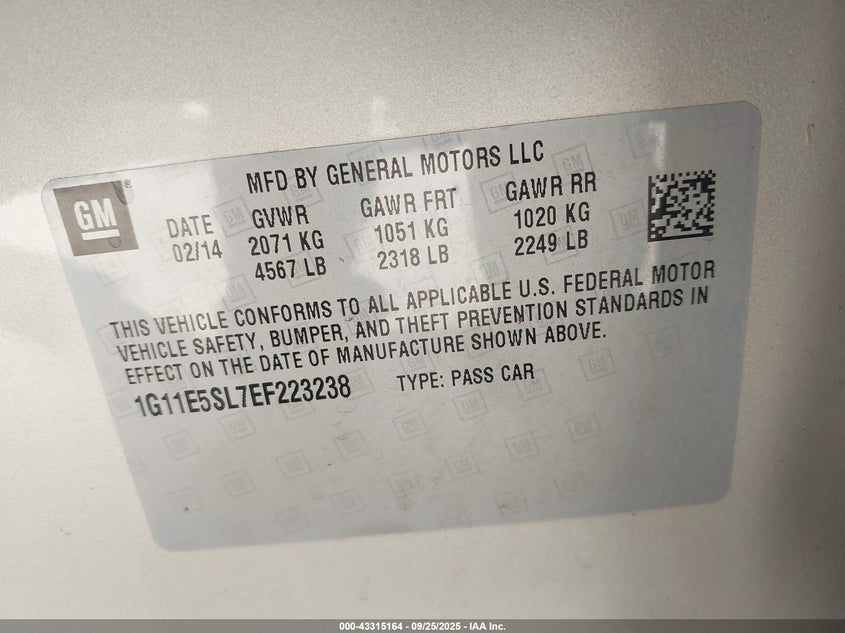 MFD BY GENERAL MOTORS LLC
GM®
DATE GVWR GAWR FRT GAWR RR
02/14 2071 KG 1051 KG 1020 KG
4567 LB 2318 LB 2249 LB
THIS VEHICLE CONFORMS TO ALL APPLICABLE U.S. FEDERAL MOTOR
VEHICLE SAFETY, BUMPER, AND THEFT PREVENTION STANDARDS IN
EFFECT ON THE DATE OF MANUFACTURE SHOWN ABOVE.
1G11E5SL7EF223238 TYPE: PASS CAR
000-43315164 - 09/25/2025 - IAA Inc.